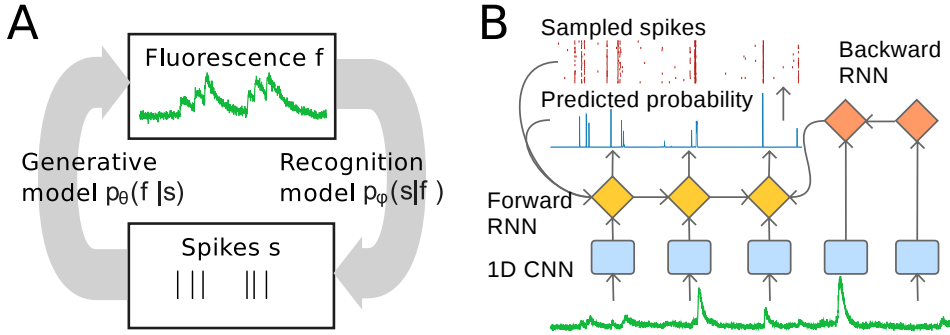 A
Fluorescence f
Generative
model pθ(f |s)
Recognition
model pφ(s|f )
Spikes s
B
Sampled spikes
Backward
RNN
Predicted probability
Forward
RNN
1D CNN